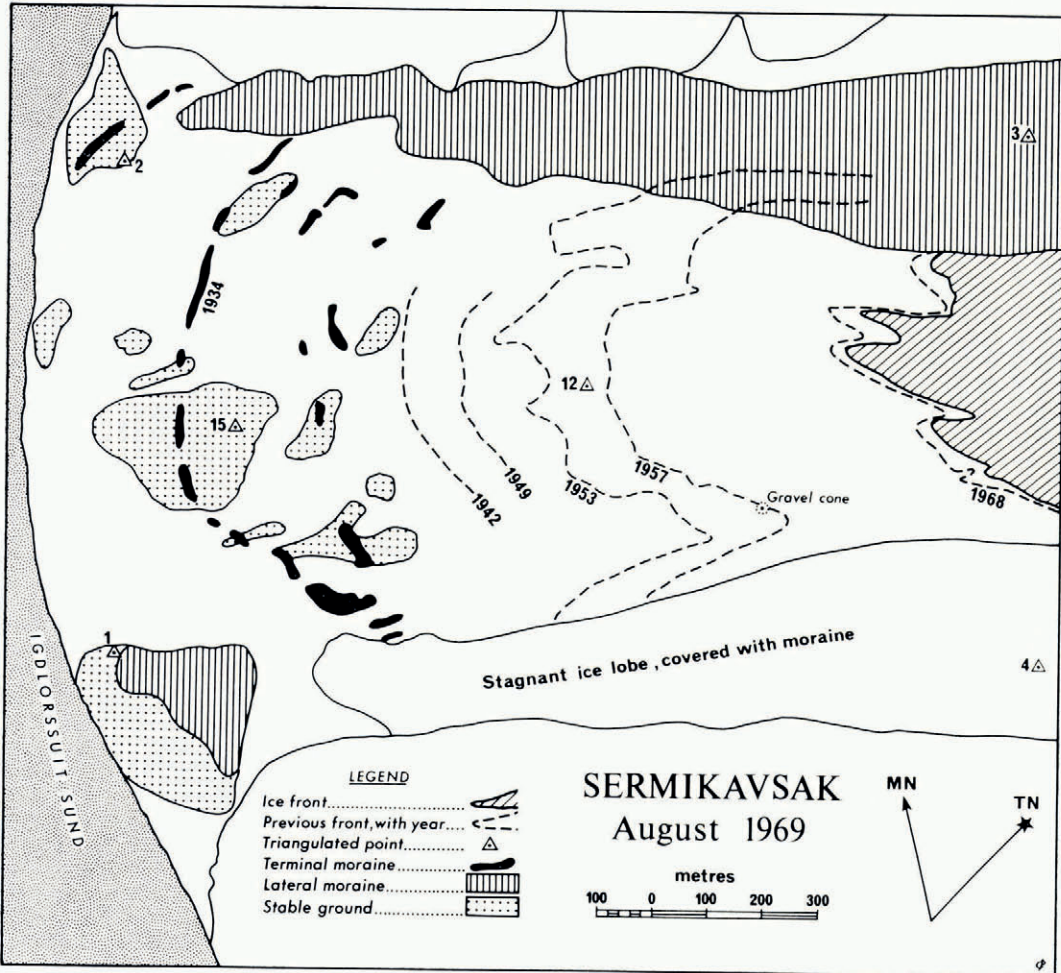 3
2
1934
12
15
1949
1957
1953
1942
1968
Gravel cone
1
Stagnant ice lobe, covered with moraine
4
IGDLORSSUIT SUND
LEGEND
Ice front
Previous front, with year
Triangulated point
Terminal moraine
Lateral moraine
Stable ground
SERMIKAVSAK
August 1969
metres
100 0 100 200 300
MN
TN